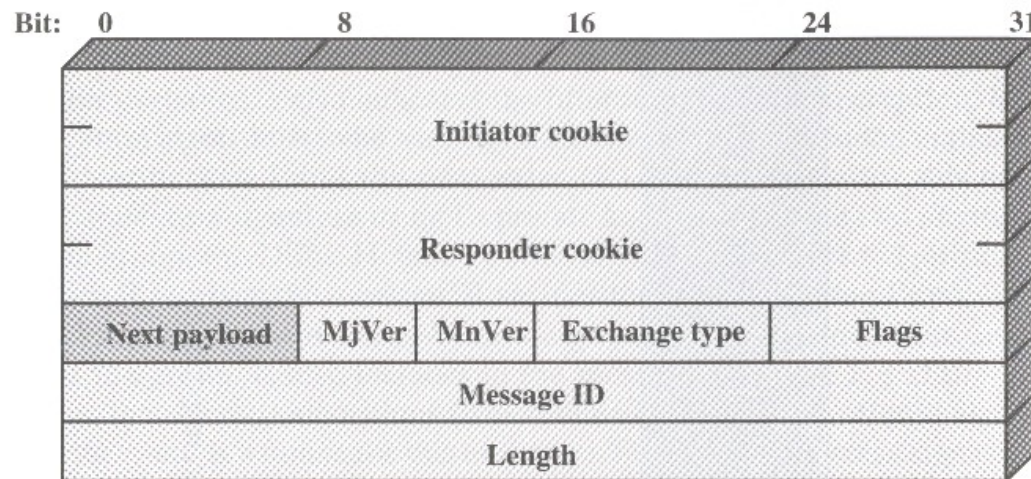 Bit: 0 8 16 24 31
Initiator cookie
Responder cookie
Next payload MjVer MnVer Exchange type Flags
Message ID
Length